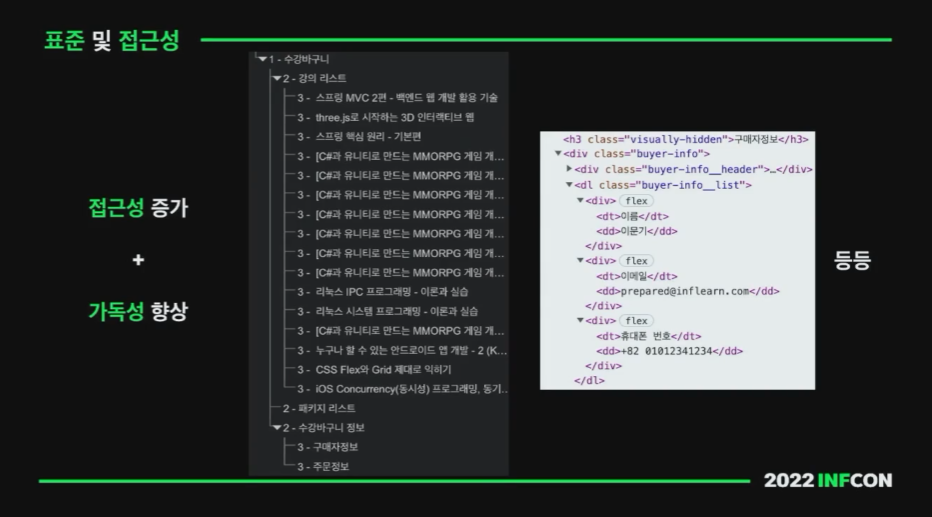 표준 및 접근성
접근성 증가
+
가독성 향상
1 - 수강바구니
2 - 강의 리스트
3 - 스프링 MVC 2편 - 백엔드 웹 개발 활용 기술
3 - three.js로 시작하는 3D 인터랙티브 웹
3 - 스프링 핵심 원리 - 기본편
3 - [C#과 유니티로 만드는 MMORPG 게임 개...
3 - [C#과 유니티로 만드는 MMORPG 게임 개...
3 - [C#과 유니티로 만드는 MMORPG 게임 개...
3 - [C#과 유니티로 만드는 MMORPG 게임 개...
3 - [C#과 유니티로 만드는 MMORPG 게임 개...
3 - [C#과 유니티로 만드는 MMORPG 게임 개...
3 - [C#과 유니티로 만드는 MMORPG 게임 개...
3 - 리눅스 IPC 프로그래밍 - 이론과 실습
3 - 리눅스 시스템 프로그래밍 - 이론과 실습
3 - [C#과 유니티로 만드는 MMORPG 게임 개...
3 - 누구나 할 수 있는 안드로이드 앱 개발 - 2 (K...
3 - CSS Flex와 Grid 제대로 익히기
3 - iOS Concurrency(동시성) 프로그래밍, 동기...
2 - 패키지 리스트
2 - 수강바구니 정보
3 - 구매자정보
3 - 주문정보
<h3 class="visually-hidden">구매자정보</h3>
<div class="buyer-info">
<div class="buyer-info__header">…</div>
<dl class="buyer-info__list">
<div> flex
<dt>이름</dt>
<dd>이문기</dd>
</div>
<div> flex
<dt>이메일</dt>
<dd>prepared@inflearn.com</dd>
</div>
<div> flex
<dt>휴대폰 번호</dt>
<dd>+82 01012341234</dd>
</div>
</dl>
등등
2022 INFCON